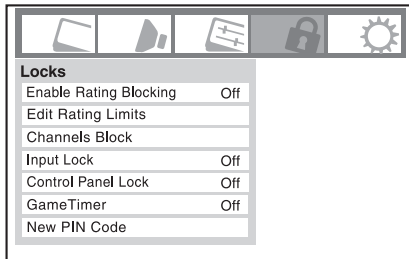 Locks
Enable Rating Blocking Off
Edit Rating Limits
Channels Block
Input Lock Off
Control Panel Lock Off
GameTimer Off
New PIN Code